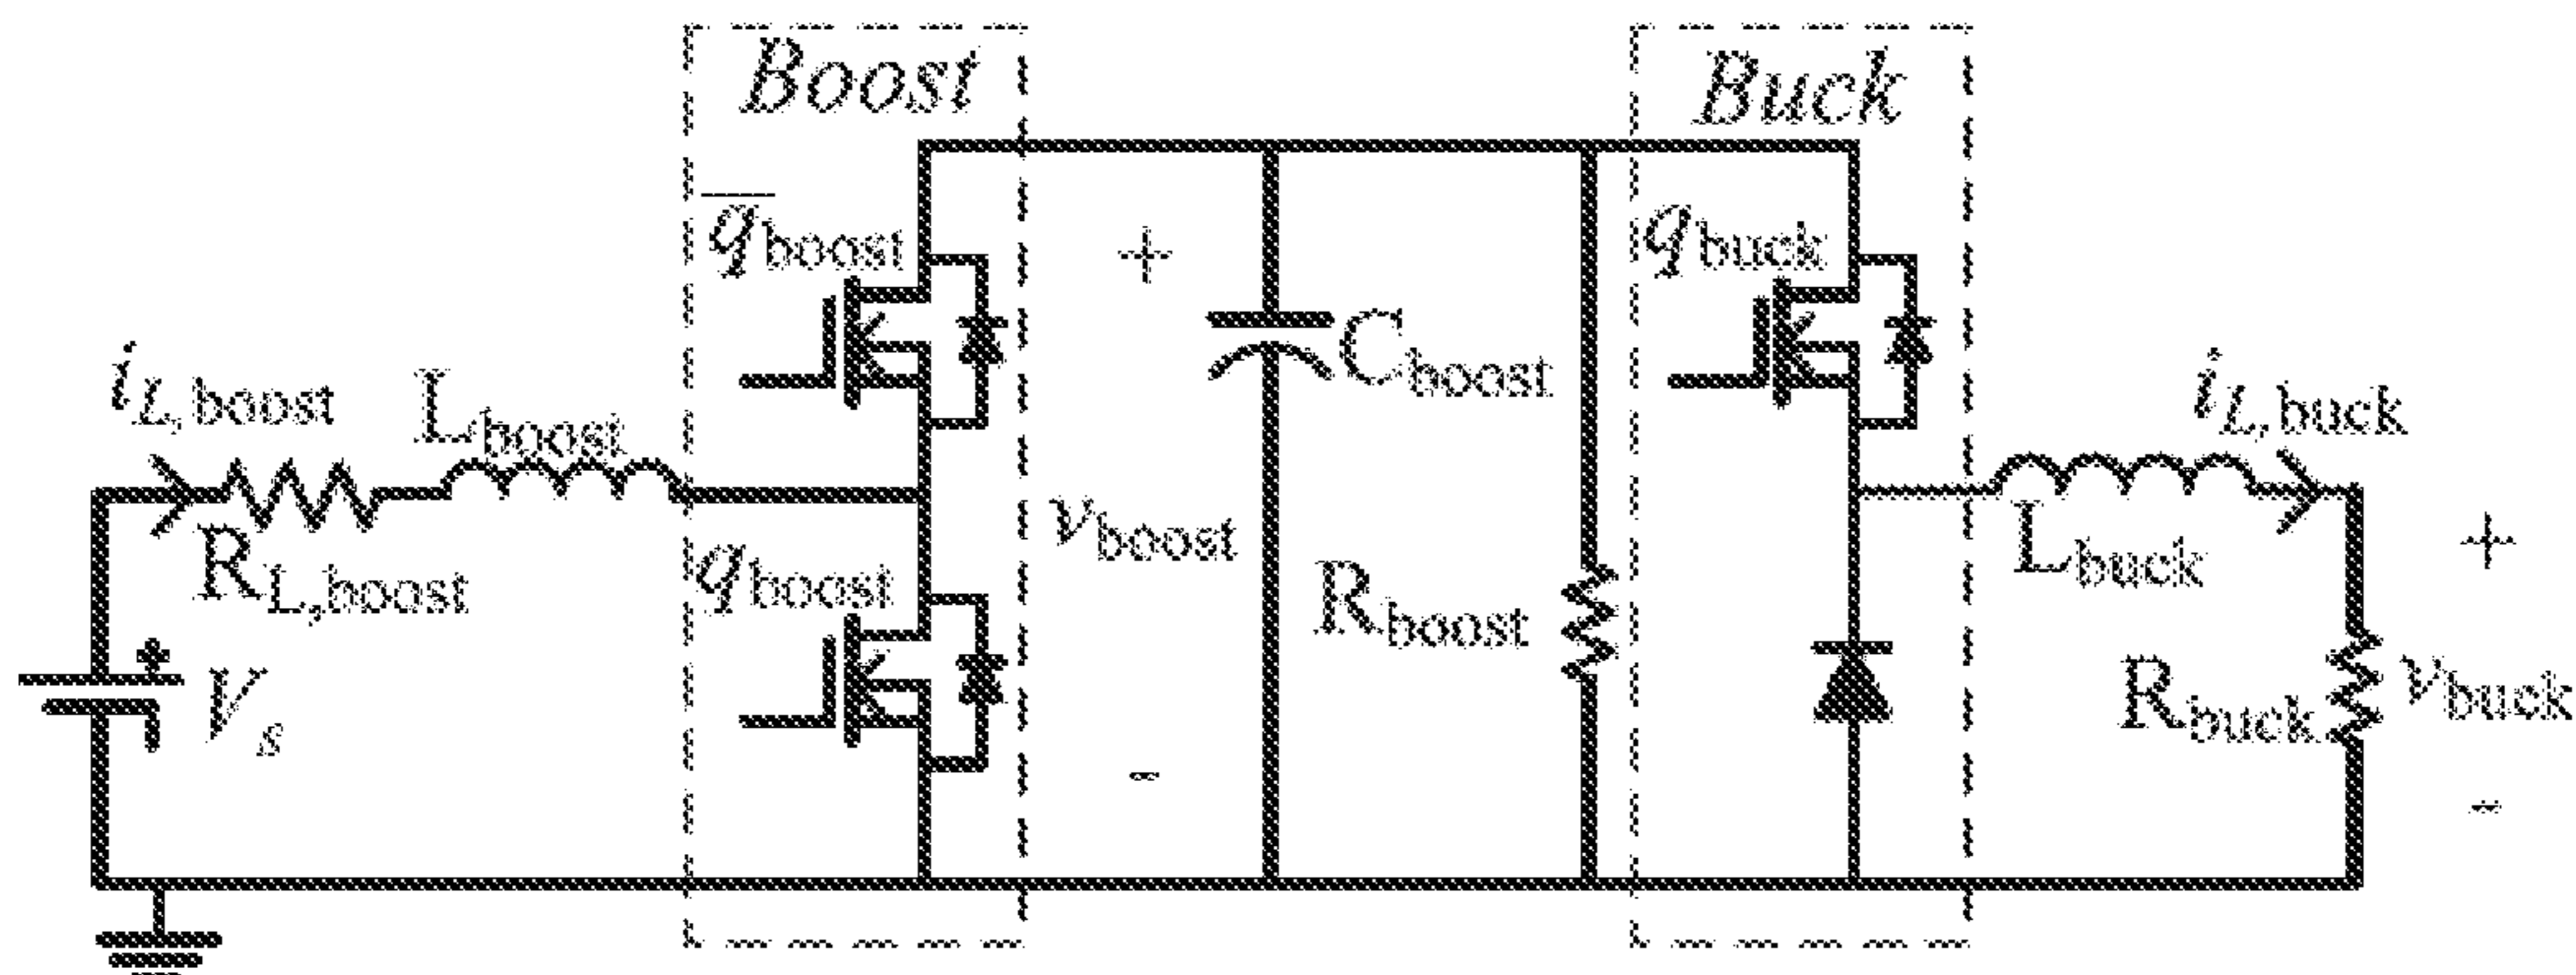 Boost
Buck
q̅boost
qbuck
+
Cboost
iL,boost
Lboost
iL,buck
RL,boost
qboost
vboost
Rboost
Lbuck
+
Vs
Rbuck
vbuck
-
-